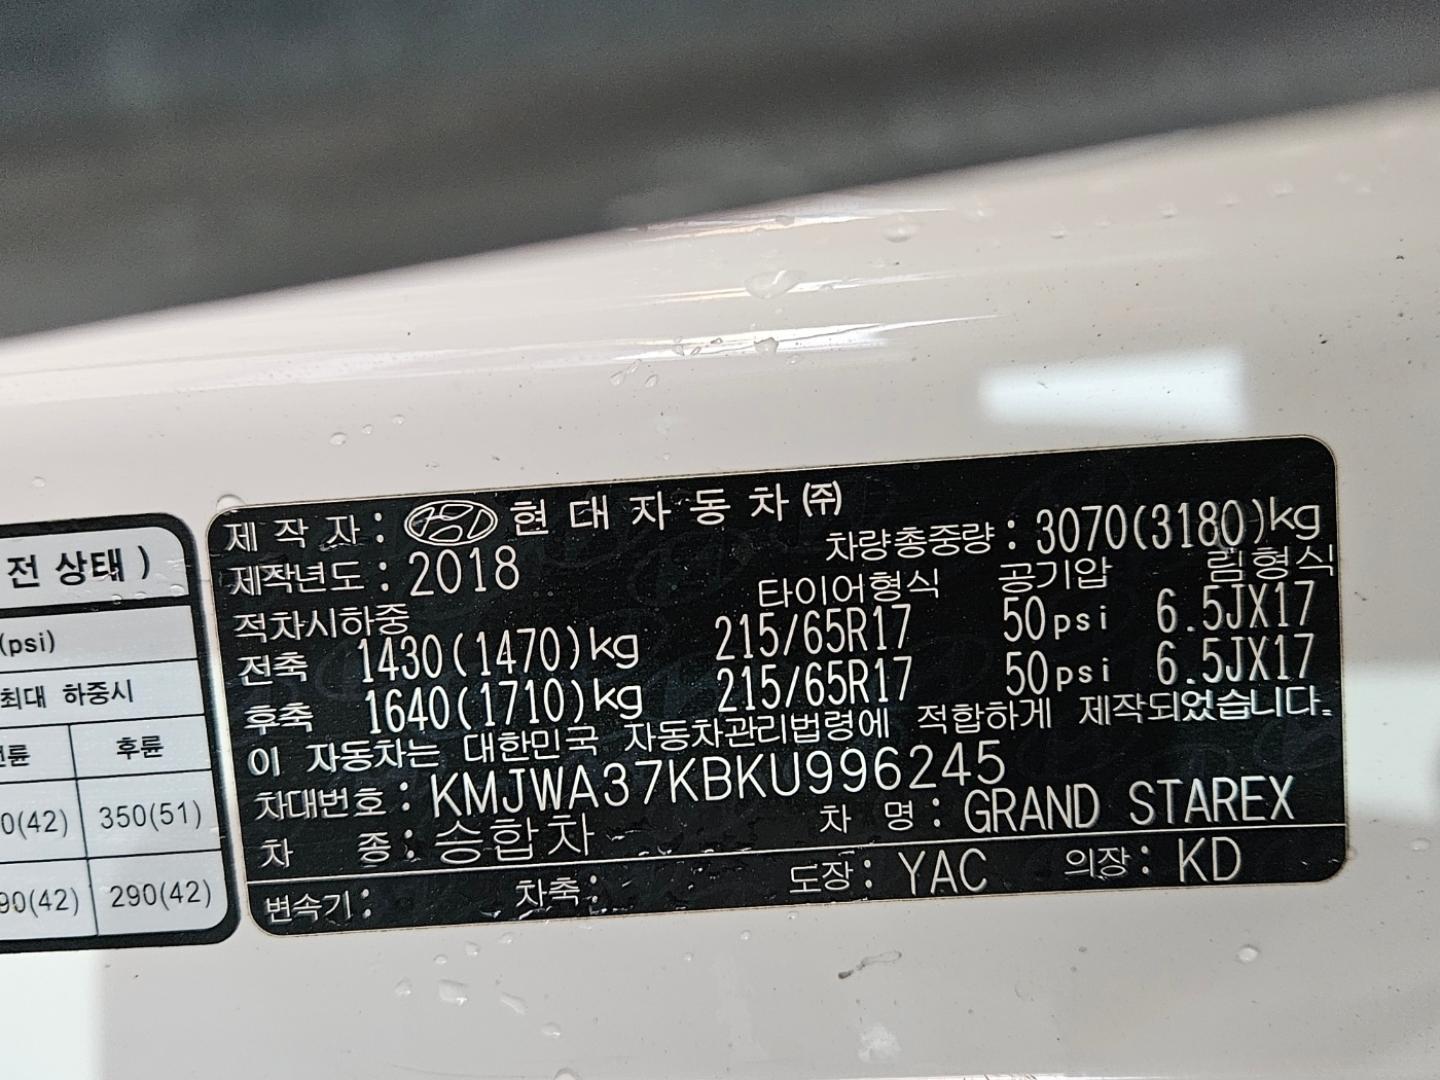 전 상태 )
(psi)
최대 하중시
전륜 후륜
0(42) 350(51)
90(42) 290(42)
제 작 자 : HYUNDAI 현 대 자 동 차 ㈜
제작년도 : 2018 차량총중량 : 3070(3180)kg
적차시하중 타이어형식 공기압 림형식
전축 1430(1470)kg 215/65R17 50psi 6.5JX17
후축 1640(1710)kg 215/65R17 50psi 6.5JX17
이 자동차는 대한민국 자동차관리법령에 적합하게 제작되었습니다.
차대번호 : KMJWA37KBKU996245
차 종 : 승합차 차 명 : GRAND STAREX
변속기 : 차축 : 도장 : YAC 의장 : KD